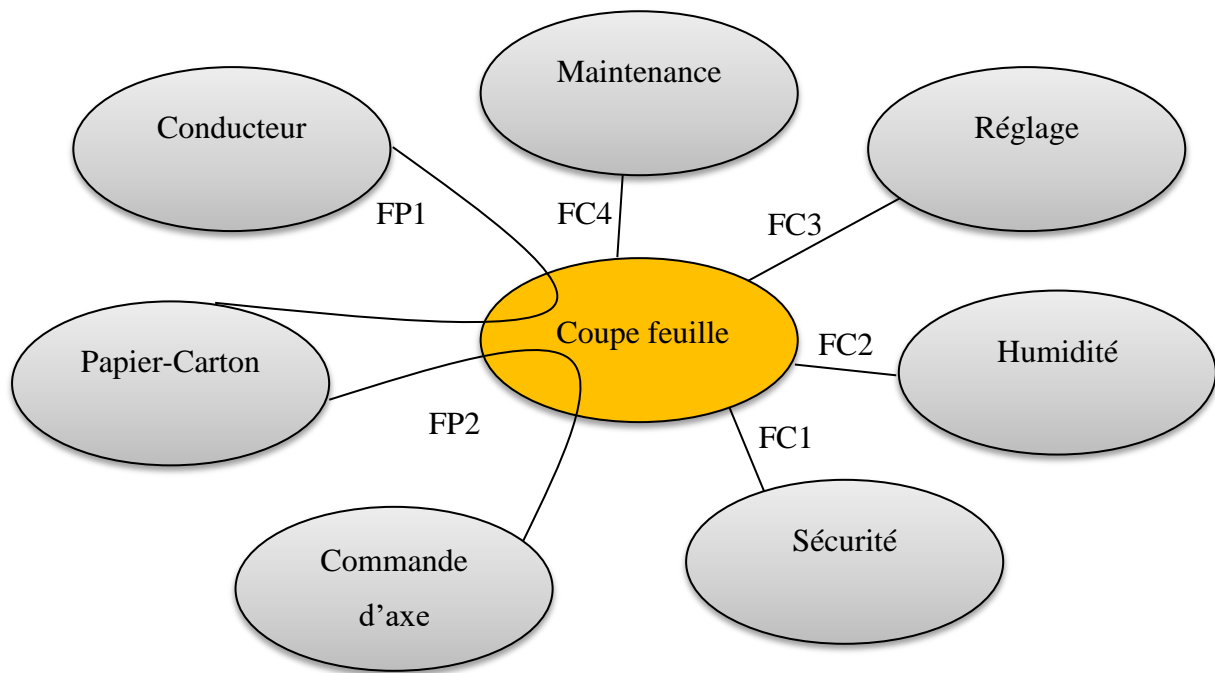 Maintenance
Conducteur
Réglage
FP1
FC4
FC3
Coupe feuille
Papier-Carton
FC2
Humidité
FP2
FC1
Sécurité
Commande
d’axe